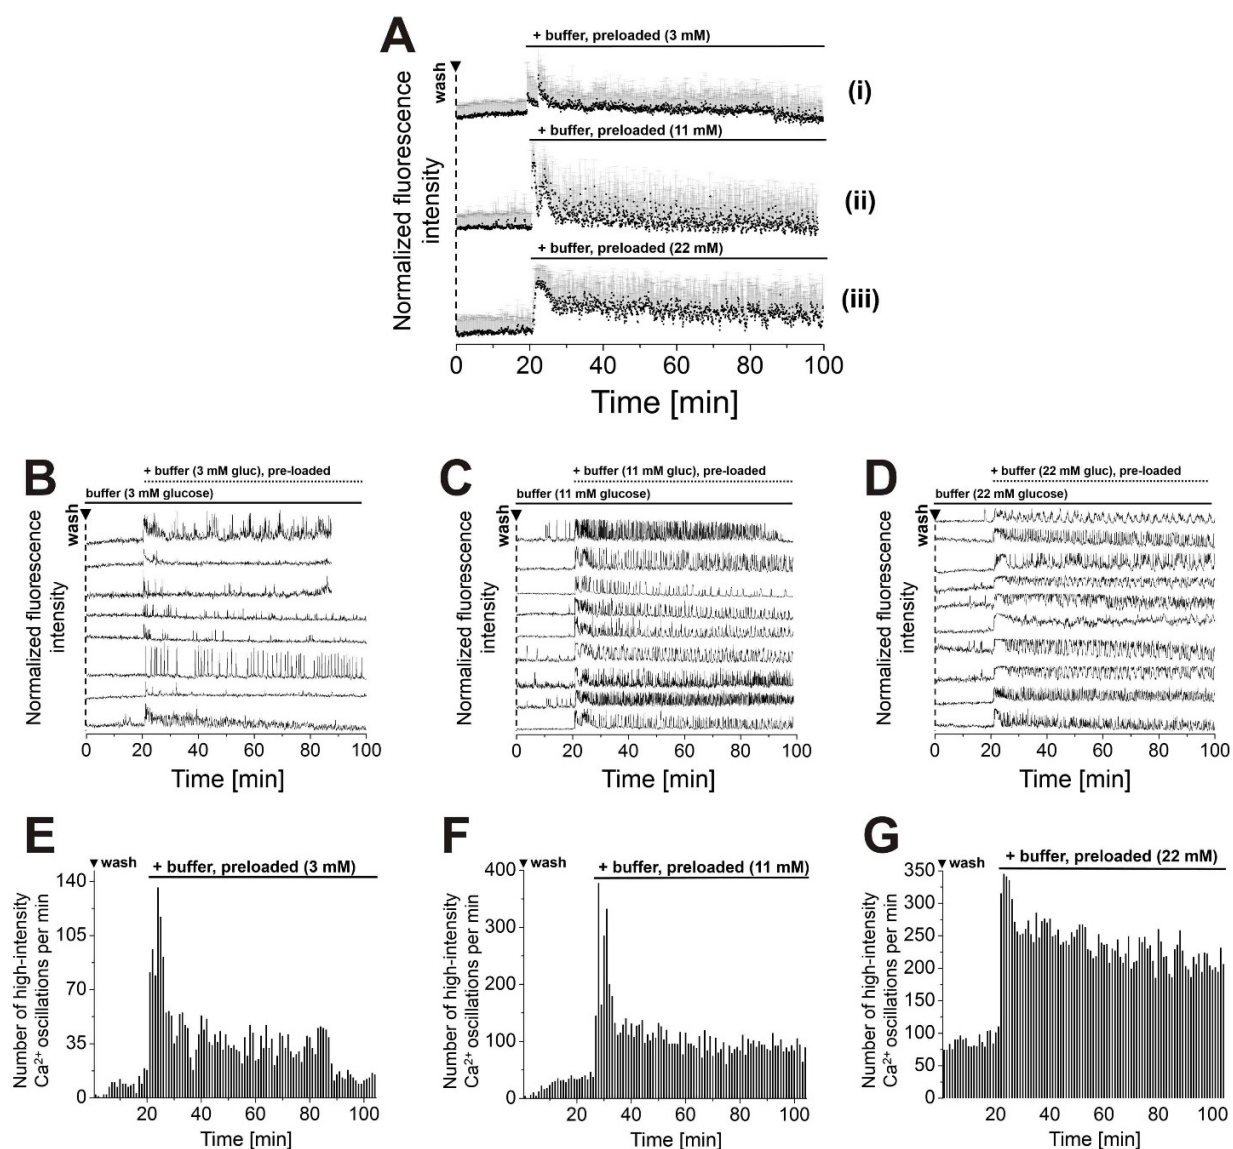 A
+ buffer, preloaded (3 mM)
wash
(i)
+ buffer, preloaded (11 mM)
(ii)
+ buffer, preloaded (22 mM)
(iii)
Normalized fluorescence
intensity
0 20 40 60 80 100
Time [min]
B
+ buffer (3 mM gluc), pre-loaded
buffer (3 mM glucose)
wash
Normalized fluorescence
intensity
0 20 40 60 80 100
Time [min]
C
+ buffer (11 mM gluc), pre-loaded
buffer (11 mM glucose)
wash
Normalized fluorescence
intensity
0 20 40 60 80 100
Time [min]
D
+ buffer (22 mM gluc), pre-loaded
buffer (22 mM glucose)
wash
Normalized fluorescence
intensity
0 20 40 60 80 100
Time [min]
E
wash
+ buffer, preloaded (3 mM)
Number of high-intensity
Ca²⁺ oscillations per min
140
105
70
35
0
20 40 60 80 100
Time [min]
F
wash
+ buffer, preloaded (11 mM)
Number of high-intensity
Ca²⁺ oscillations per min
400
300
200
100
0
20 40 60 80 100
Time [min]
G
wash
+ buffer, preloaded (22 mM)
Number of high-intensity
Ca²⁺ oscillations per min
350
300
250
200
150
100
50
0
20 40 60 80 100
Time [min]